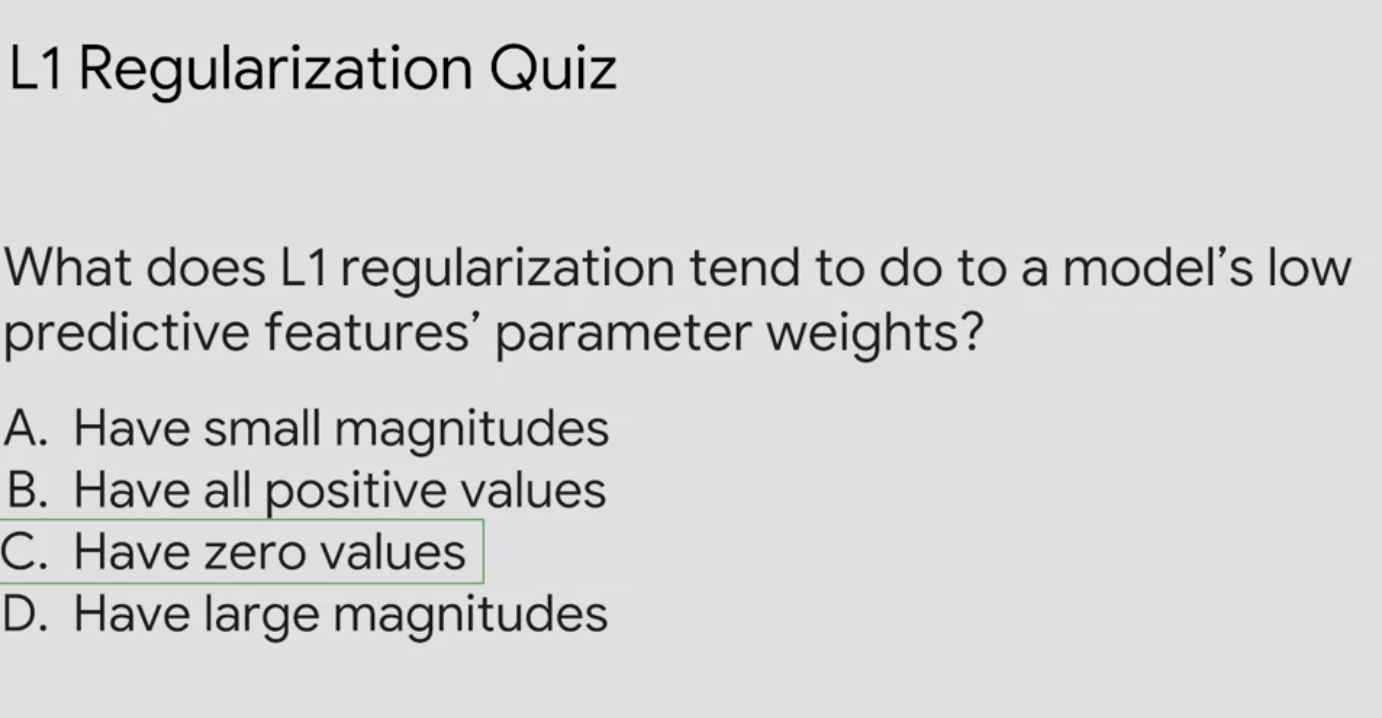 L1 Regularization Quiz
What does L1 regularization tend to do to a model’s low
predictive features’ parameter weights?
A. Have small magnitudes
B. Have all positive values
C. Have zero values
D. Have large magnitudes